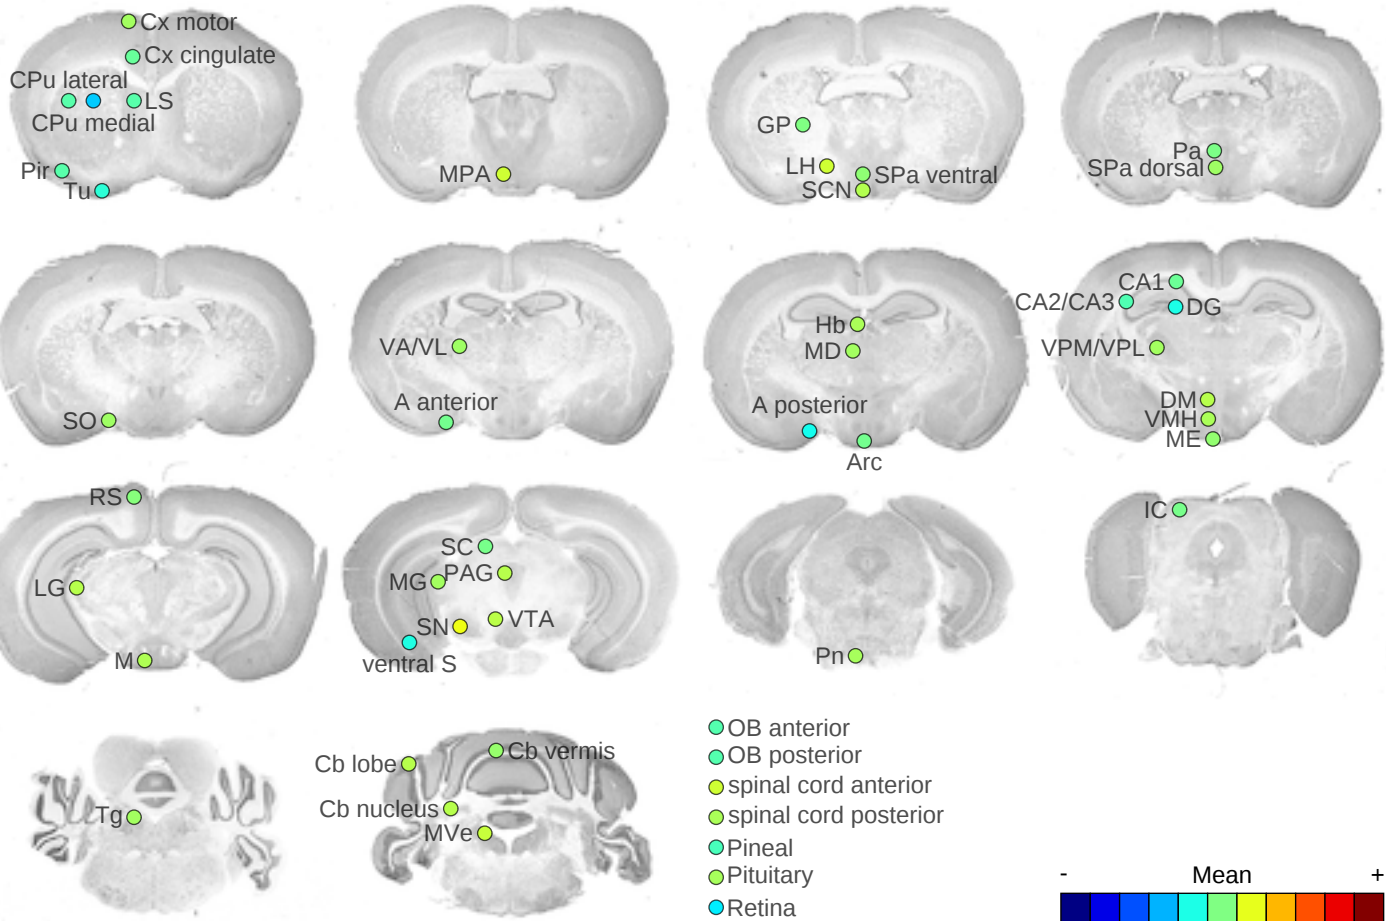 Cx motor
Cx cingulate
CPu lateral
LS
CPu medial
Pir
Tu
MPA
GP
LH
SPa ventral
SCN
Pa
SPa dorsal
SO
VA/VL
A anterior
Hb
MD
A posterior
Arc
CA1
CA2/CA3
DG
VPM/VPL
DM
VMH
ME
RS
LG
M
SC
MG
PAG
SN
VTA
ventral S
Pn
IC
Tg
Cb lobe
Cb vermis
Cb nucleus
MVe
OB anterior
OB posterior
spinal cord anterior
spinal cord posterior
Pineal
Pituitary
Retina
- Mean +